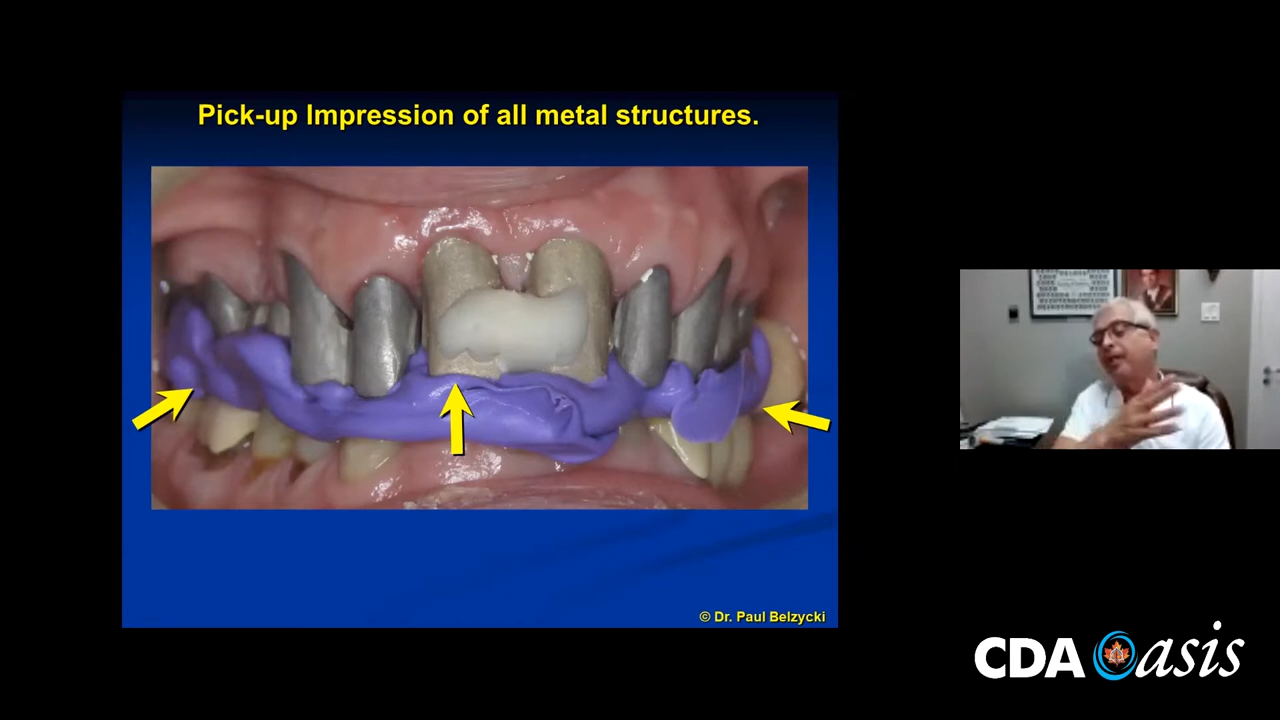 Pick-up Impression of all metal structures.
© Dr. Paul Belzycki
CDA Oasis